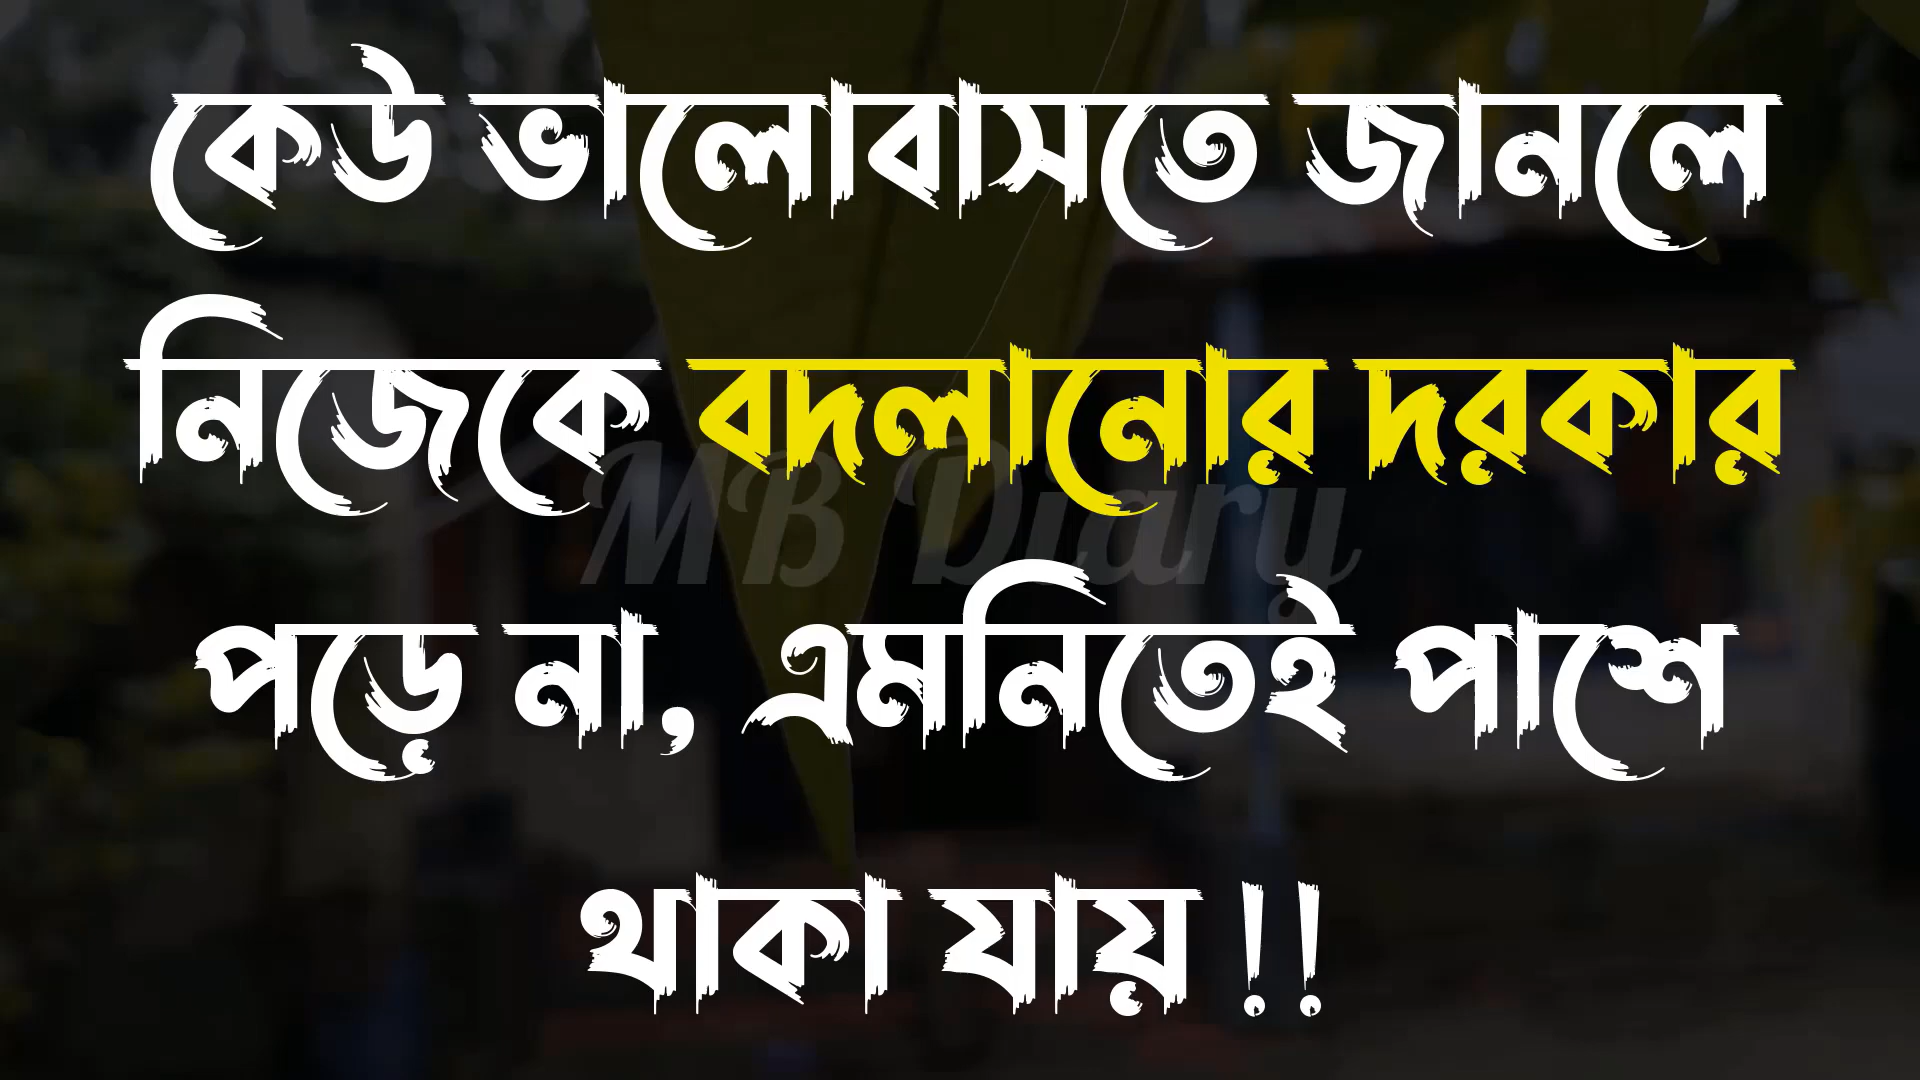 কেউ ভালোবাসতে জানলে
নিজেকে বদলানোর দরকার
MB Diary
পড়ে না, এমনিতেই পাশে
থাকা যায় !!